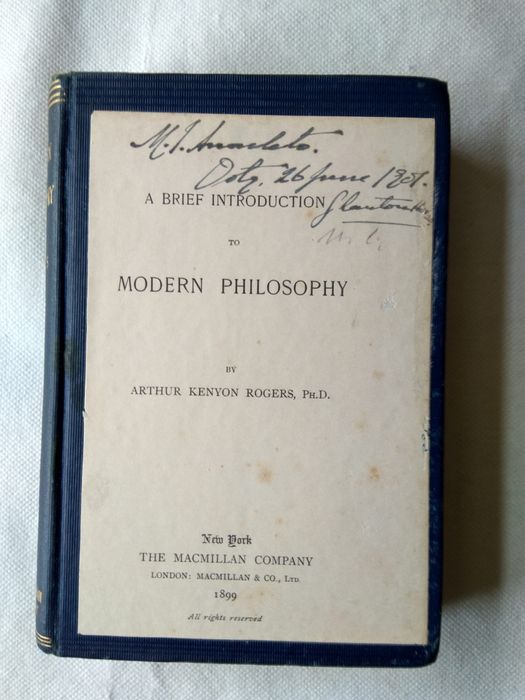 A BRIEF INTRODUCTION
TO
MODERN PHILOSOPHY
BY
ARTHUR KENYON ROGERS, PH.D.
New York
THE MACMILLAN COMPANY
LONDON: MACMILLAN & CO., LTD.
1899
All rights reserved